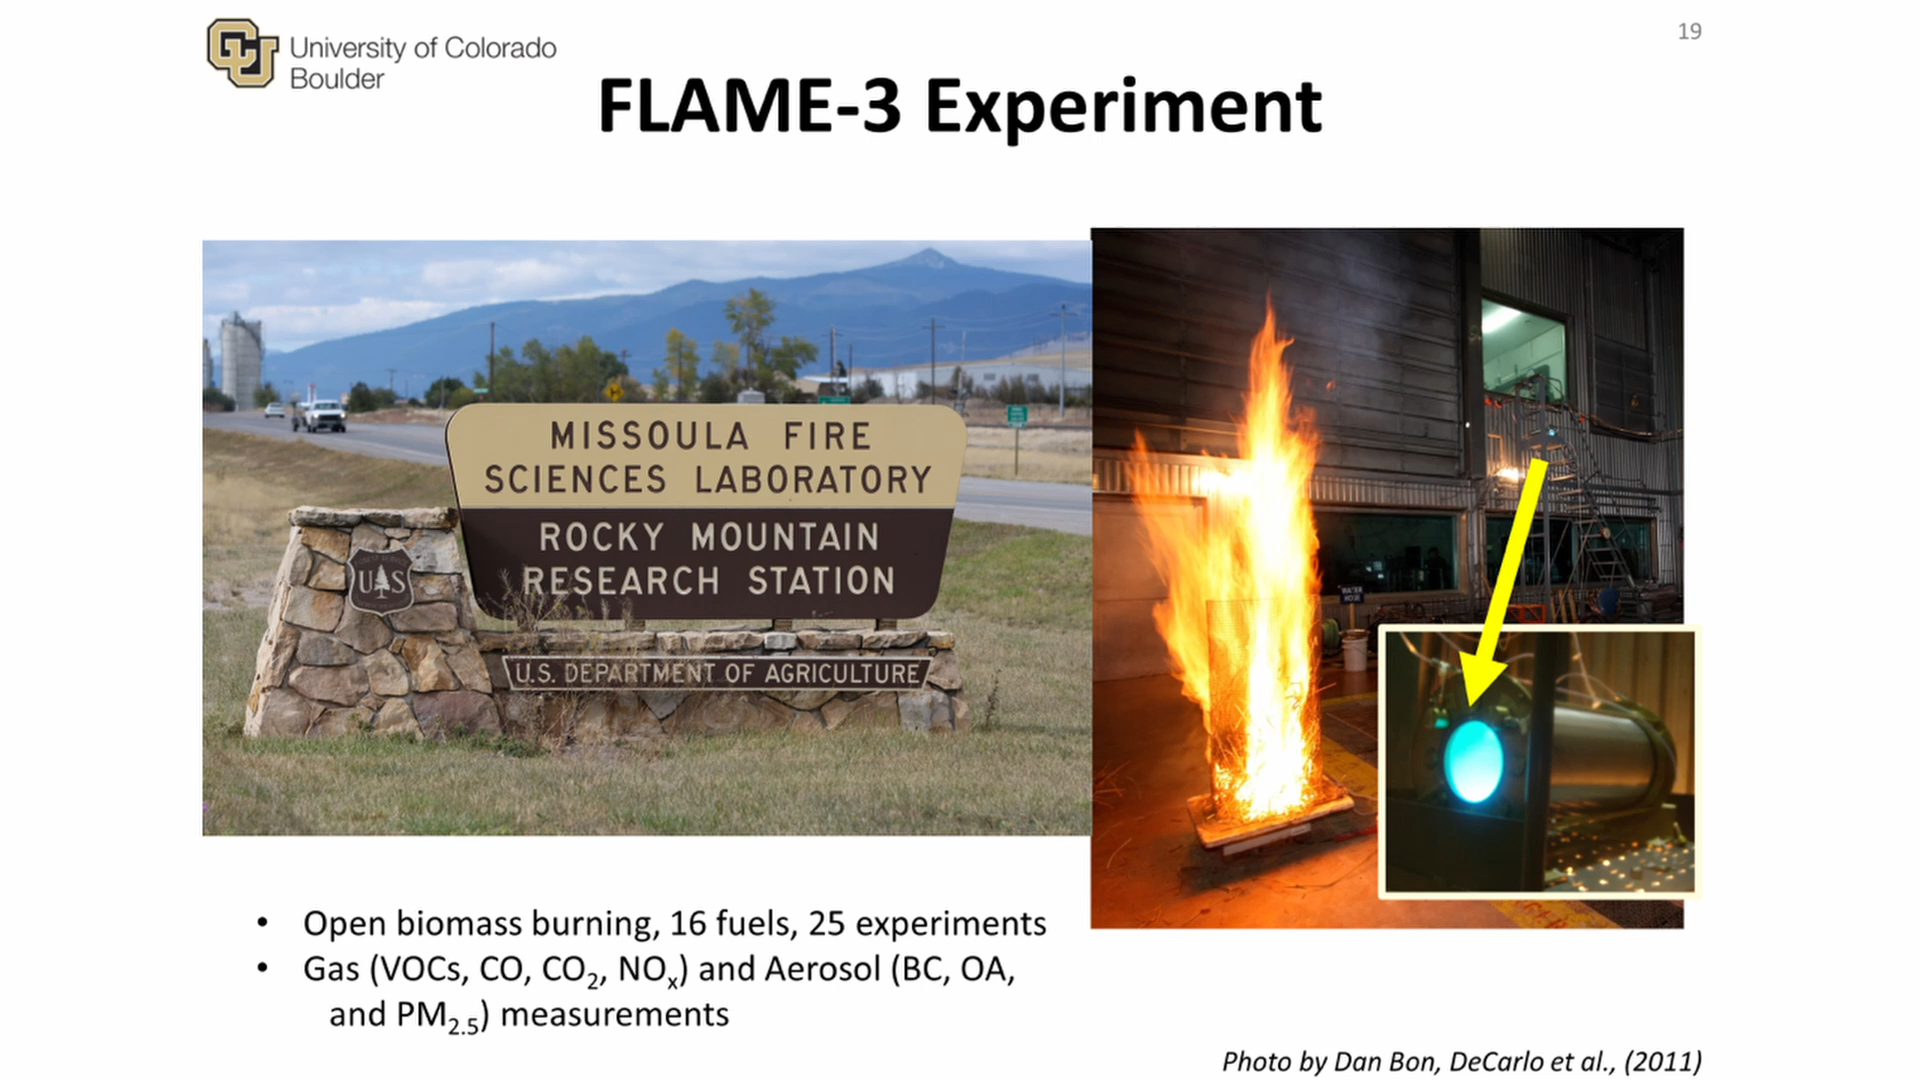 University of Colorado
Boulder
19
FLAME-3 Experiment
MISSOULA FIRE
SCIENCES LABORATORY
ROCKY MOUNTAIN
RESEARCH STATION
U S
U.S. DEPARTMENT OF AGRICULTURE
WATER
HOSE
• Open biomass burning, 16 fuels, 25 experiments
• Gas (VOCs, CO, CO₂, NOₓ) and Aerosol (BC, OA,
and PM₂.₅) measurements
Photo by Dan Bon, DeCarlo et al., (2011)